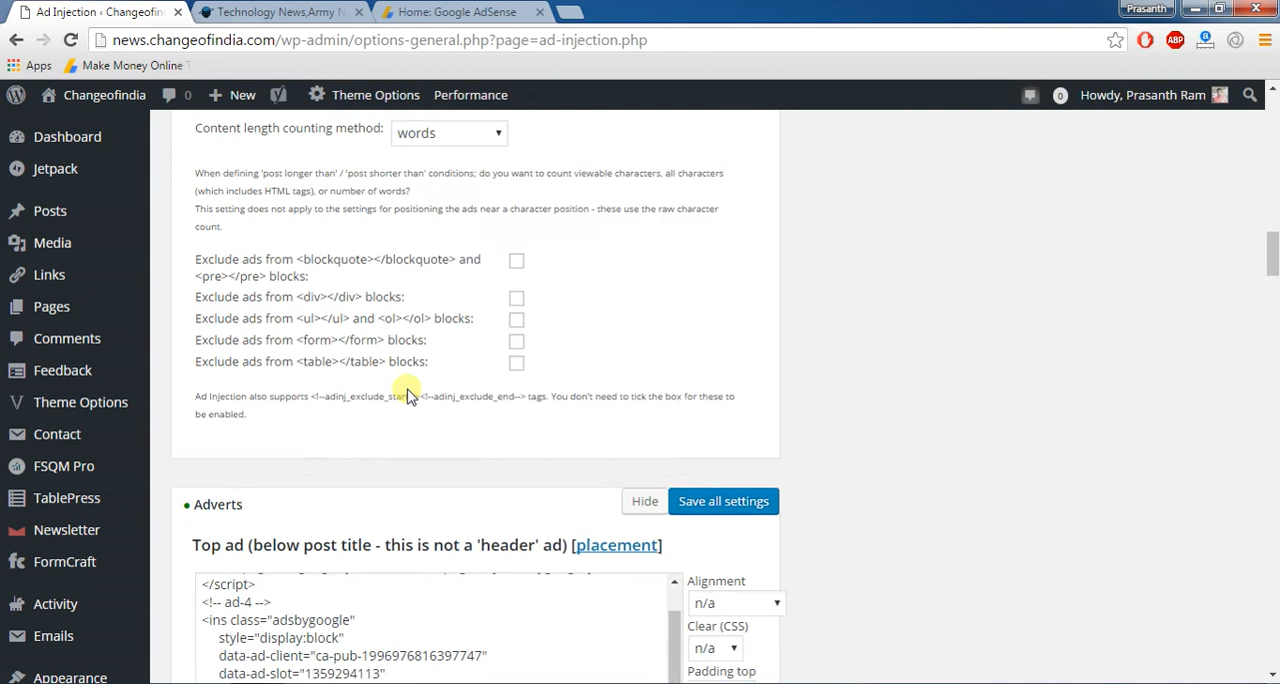 Ad Injection ‹ Changeofin
Technology News,Army N
Home: Google AdSense
Prasanth
news.changeofindia.com/wp-admin/options-general.php?page=ad-injection.php
ABP
Apps
Make Money Online
Changeofindia
0
New
Theme Options
Performance
0
Howdy, Prasanth Ram
Dashboard
Jetpack
Posts
Media
Links
Pages
Comments
Feedback
Theme Options
Contact
FSQM Pro
TablePress
Newsletter
FormCraft
Activity
Emails
Appearance
Content length counting method:
words
When defining 'post longer than' / 'post shorter than' conditions; do you want to count viewable characters, all characters
(which includes HTML tags), or number of words?
This setting does not apply to the settings for positioning the ads near a character position - these use the raw character
count.
Exclude ads from <blockquote></blockquote> and
<pre></pre> blocks:
Exclude ads from <div></div> blocks:
Exclude ads from <ul></ul> and <ol></ol> blocks:
Exclude ads from <form></form> blocks:
Exclude ads from <table></table> blocks:
Ad Injection also supports <!--adinj_exclude_start <!--adinj_exclude_end--> tags. You don't need to tick the box for these to
be enabled.
Adverts
Hide
Save all settings
Top ad (below post title - this is not a 'header' ad) [placement]
</script>
<!-- ad-4 -->
<ins class="adsbygoogle"
style="display:block"
data-ad-client="ca-pub-1996976816397747"
data-ad-slot="1359294113"
Alignment
n/a
Clear (CSS)
n/a
Padding top